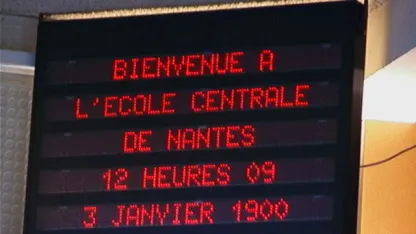 BIENVENUE A
L'ECOLE CENTRALE
DE NANTES
12 HEURES 09
3 JANVIER 1900